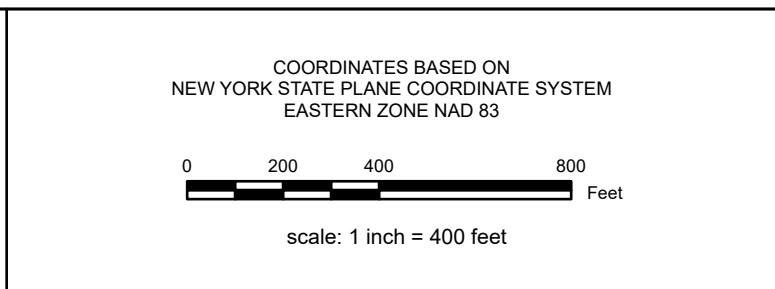 COORDINATES BASED ON
NEW YORK STATE PLANE COORDINATE SYSTEM
EASTERN ZONE NAD 83
0 200 400 800
Feet
scale: 1 inch = 400 feet